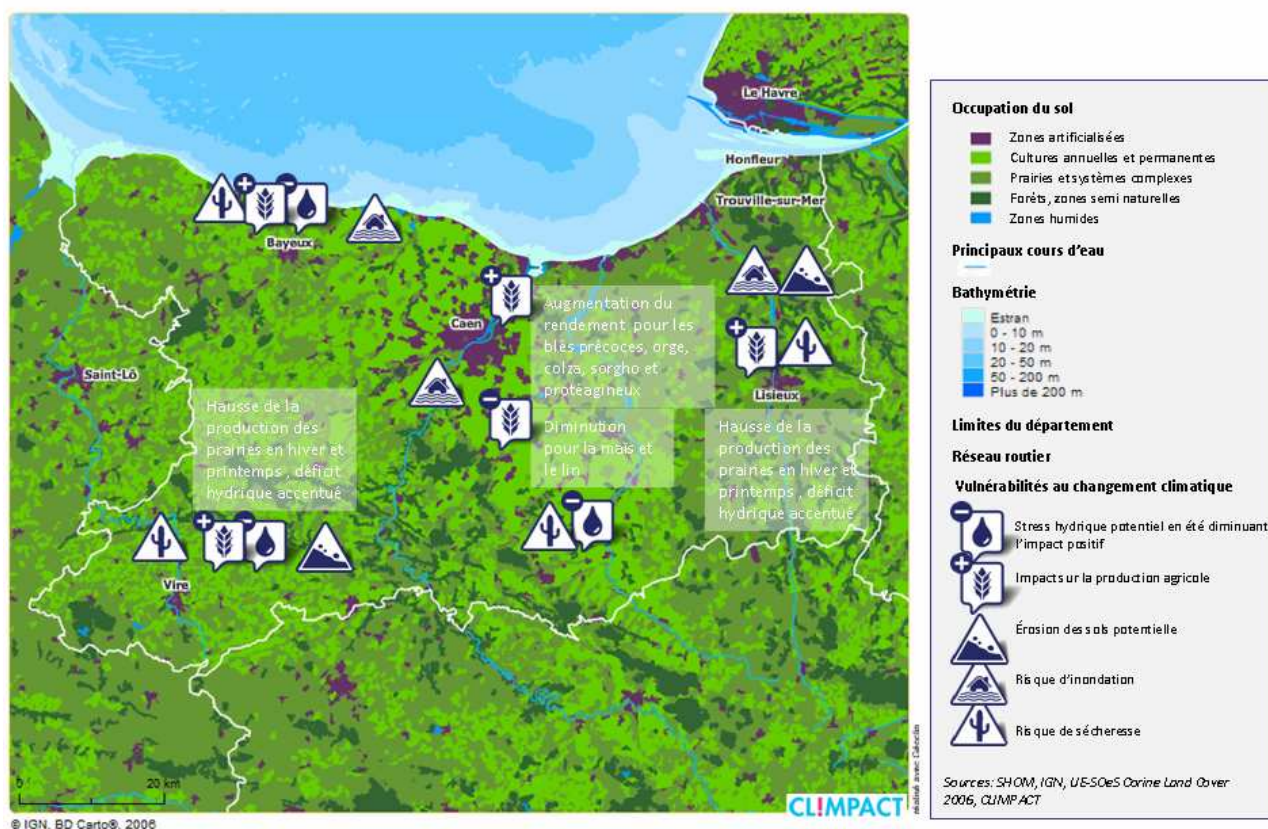 Le Havre
Honfleur
Trouville-sur-Mer
Bayeux
Caen
Saint-Lô
Lisieux
Vire
Augmentation du
rendement pour les
blés précoces, orge,
colza, sorgho et
protéagineux
Diminution
pour la maïs et
le lin
Hausse de la
production des
prairies en hiver et
printemps , déficit
hydrique accentué
Hausse de la
production des
prairies en hiver et
printemps , déficit
hydrique accentué
0 20 km
CL!MPACT
© IGN, BD Carto®, 2006
Occupation du sol
Zones artificialisées
Cultures annuelles et permanentes
Prairies et systèmes complexes
Forêts, zones semi naturelles
Zones humides
Principaux cours d'eau
Bathymétrie
Estran
0 - 10 m
10 - 20 m
20 - 50 m
50 - 200 m
Plus de 200 m
Limites du département
Réseau routier
Vulnérabilités au changement climatique
Stress hydrique potentiel en été diminuant
l'impact positif
Impacts sur la production agricole
Érosion des sols potentielle
Risque d'inondation
Risque de sécheresse
Sources: SHOM, IGN, UE-SOeS Corine Land Cover
2006, CLIMPACT